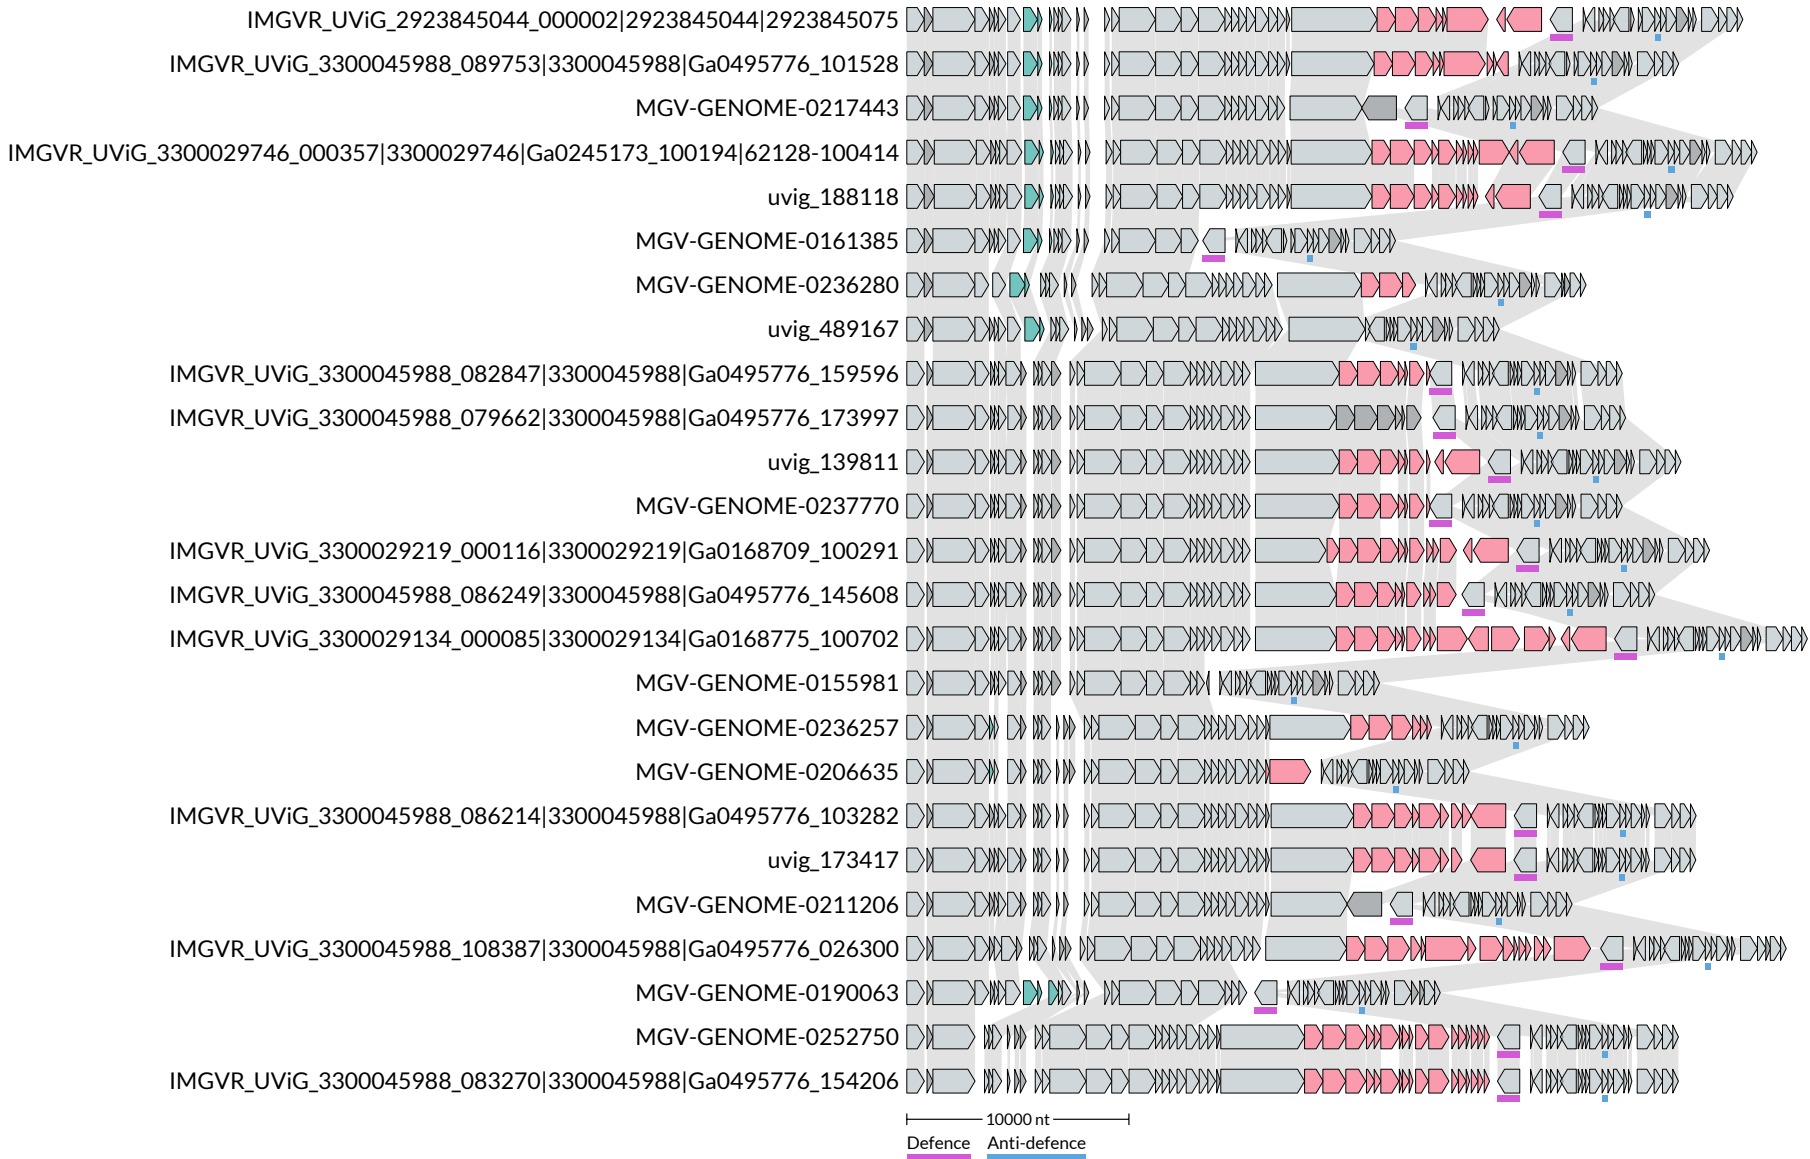 IMGVR_UViG_2923845044_000002|2923845044|2923845075
IMGVR_UViG_3300045988_089753|3300045988|Ga0495776_101528
MGV-GENOME-0217443
IMGVR_UViG_3300029746_000357|3300029746|Ga0245173_100194|62128-100414
uvig_188118
MGV-GENOME-0161385
MGV-GENOME-0236280
uvig_489167
IMGVR_UViG_3300045988_082847|3300045988|Ga0495776_159596
IMGVR_UViG_3300045988_079662|3300045988|Ga0495776_173997
uvig_139811
MGV-GENOME-0237770
IMGVR_UViG_3300029219_000116|3300029219|Ga0168709_100291
IMGVR_UViG_3300045988_086249|3300045988|Ga0495776_145608
IMGVR_UViG_3300029134_000085|3300029134|Ga0168775_100702
MGV-GENOME-0155981
MGV-GENOME-0236257
MGV-GENOME-0206635
IMGVR_UViG_3300045988_086214|3300045988|Ga0495776_103282
uvig_173417
MGV-GENOME-0211206
IMGVR_UViG_3300045988_108387|3300045988|Ga0495776_026300
MGV-GENOME-0190063
MGV-GENOME-0252750
IMGVR_UViG_3300045988_083270|3300045988|Ga0495776_154206
10000 nt
Defence Anti-defence